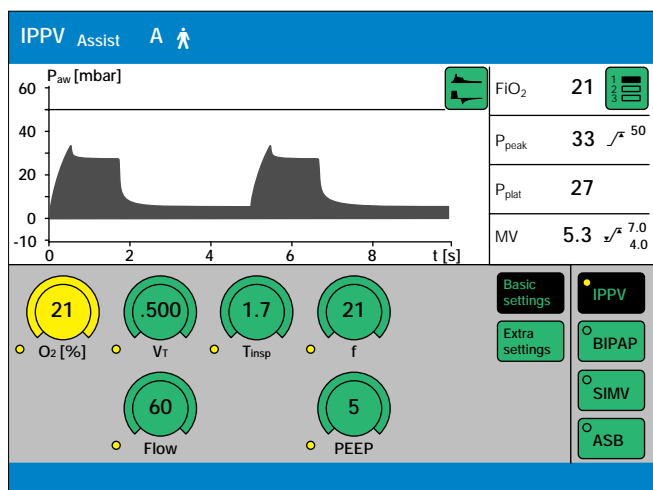 IPPV Assist A
Paw [mbar]
60
40
20
0
-10
0 2 4 6 8 t [s]
FiO2 21 1 2 3
Ppeak 33 50
Pplat 27
MV 5.3 7.0 4.0
21 .500 1.7 21
O2 [%] VT Tinsp f
60 5
Flow PEEP
Basic
settings
Extra
settings
IPPV
BIPAP
SIMV
ASB